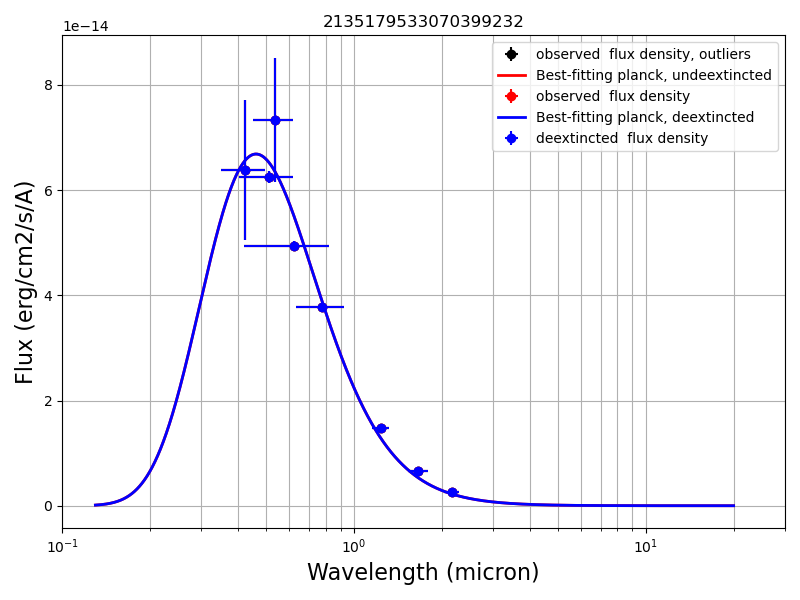 2135179533070399232
1e−14
observed  flux density, outliers
Best-fitting planck, undeextincted
observed  flux density
Best-fitting planck, deextincted
deextincted  flux density
Flux (erg/cm2/s/A)
8
6
4
2
0
10⁻¹
10⁰
10¹
Wavelength (micron)